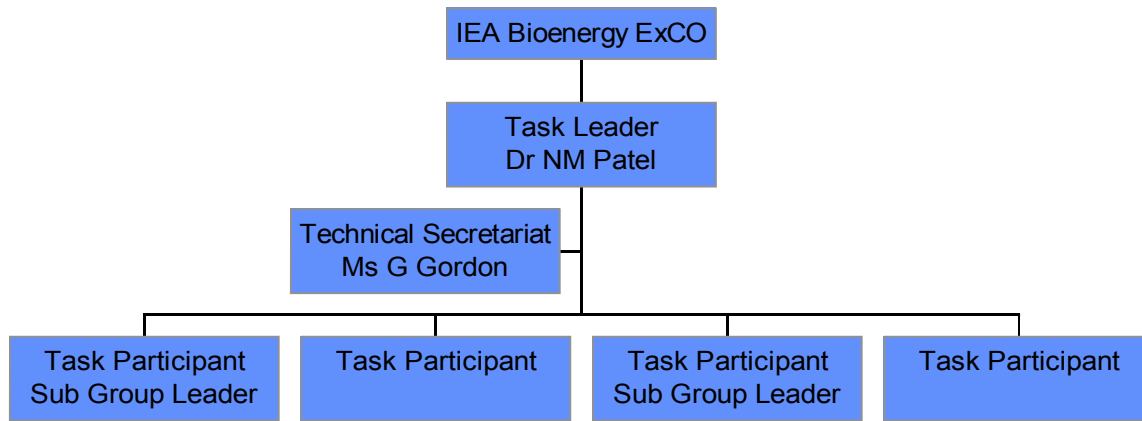 IEA Bioenergy ExCO
Task Leader
Dr NM Patel
Technical Secretariat
Ms G Gordon
Task Participant
Sub Group Leader
Task Participant
Task Participant
Sub Group Leader
Task Participant